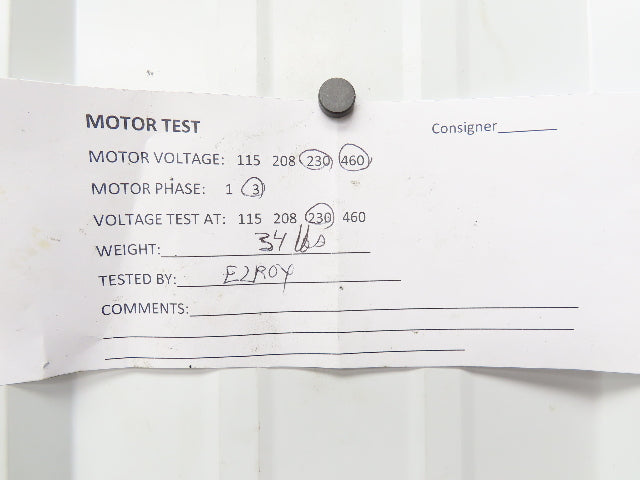 MOTOR TEST
Consigner
MOTOR VOLTAGE: 115 208 230 460
MOTOR PHASE: 1 3
VOLTAGE TEST AT: 115 208 230 460
WEIGHT: 34 lbs
TESTED BY: ELROY
COMMENTS: